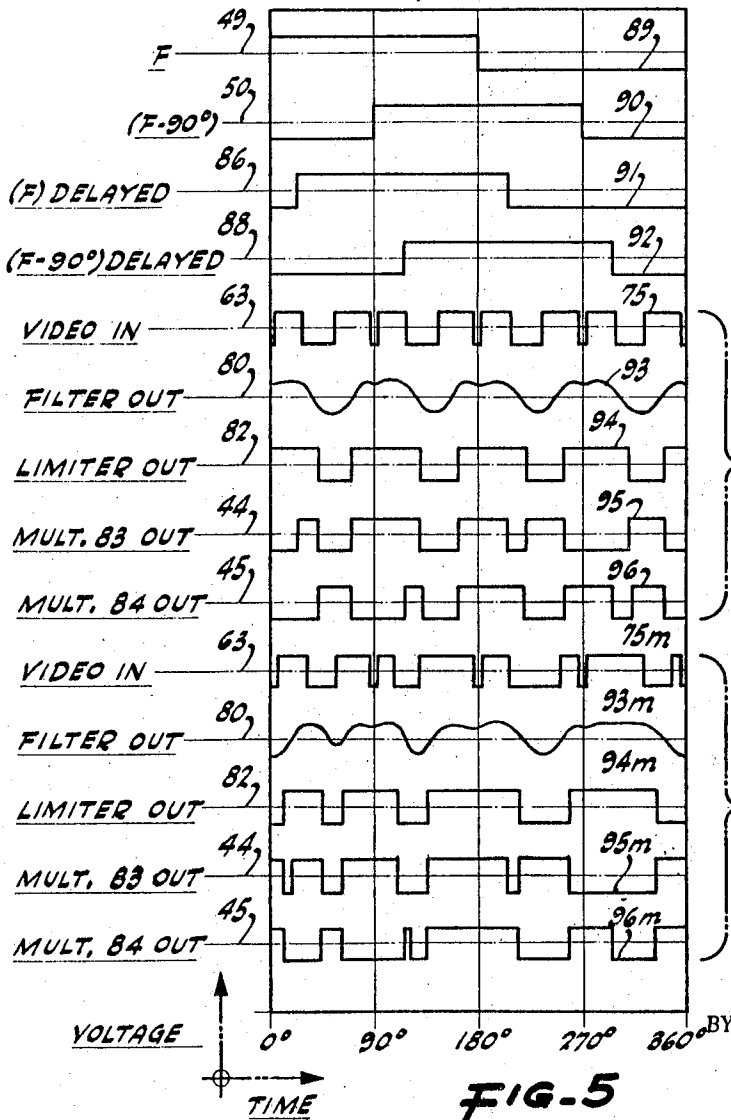 49 89
F
50 90
(F-90°)
86 91
(F) DELAYED
88 92
(F-90°) DELAYED
63 75
VIDEO IN
80 93
FILTER OUT
82 94
LIMITER OUT
44 95
MULT. 83 OUT
45 96
MULT. 84 OUT
63 75m
VIDEO IN
80 93m
FILTER OUT
82 94m
LIMITER OUT
44 95m
MULT. 83 OUT
45 96m
MULT. 84 OUT
VOLTAGE 0° 90° 180° 270° 360° BY
TIME
FIG-5